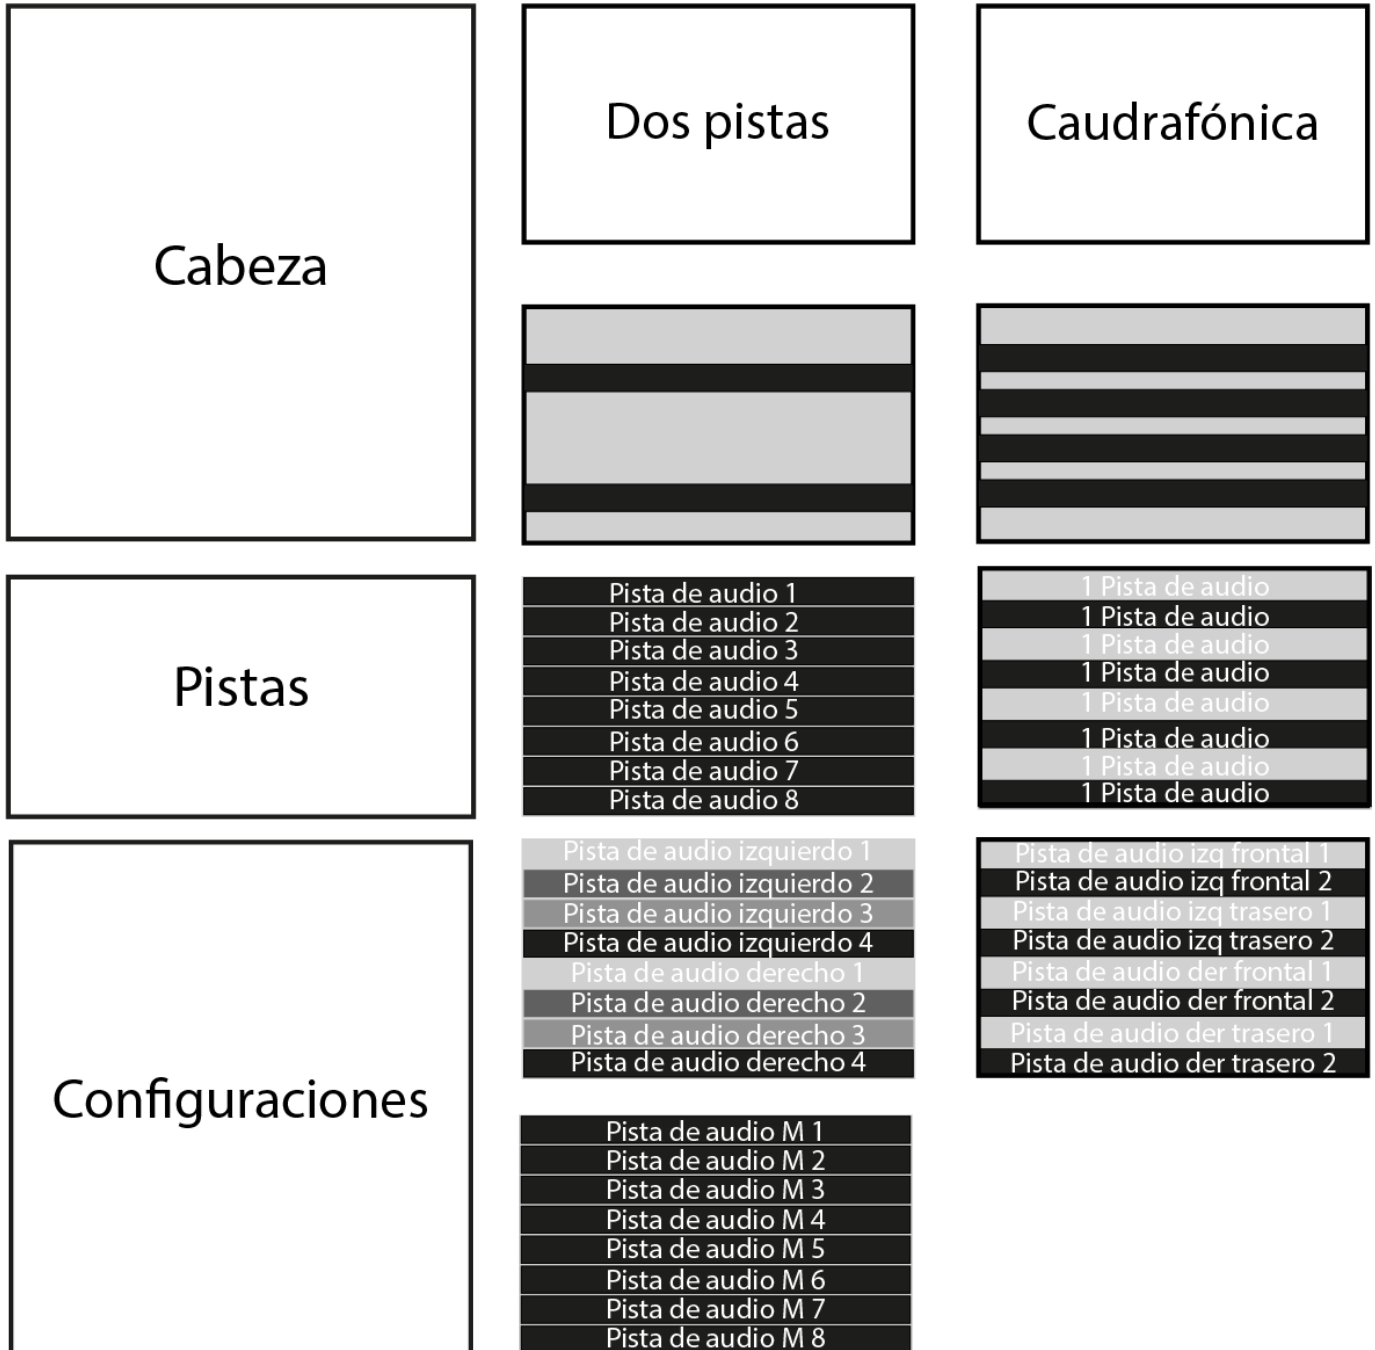 Cabeza
Dos pistas
Caudrafónica
Pistas
Pista de audio 1
Pista de audio 2
Pista de audio 3
Pista de audio 4
Pista de audio 5
Pista de audio 6
Pista de audio 7
Pista de audio 8
1 Pista de audio
1 Pista de audio
1 Pista de audio
1 Pista de audio
1 Pista de audio
1 Pista de audio
1 Pista de audio
1 Pista de audio
Configuraciones
Pista de audio izquierdo 1
Pista de audio izquierdo 2
Pista de audio izquierdo 3
Pista de audio izquierdo 4
Pista de audio derecho 1
Pista de audio derecho 2
Pista de audio derecho 3
Pista de audio derecho 4
Pista de audio izq frontal 1
Pista de audio izq frontal 2
Pista de audio izq trasero 1
Pista de audio izq trasero 2
Pista de audio der frontal 1
Pista de audio der frontal 2
Pista de audio der trasero 1
Pista de audio der trasero 2
Pista de audio M 1
Pista de audio M 2
Pista de audio M 3
Pista de audio M 4
Pista de audio M 5
Pista de audio M 6
Pista de audio M 7
Pista de audio M 8